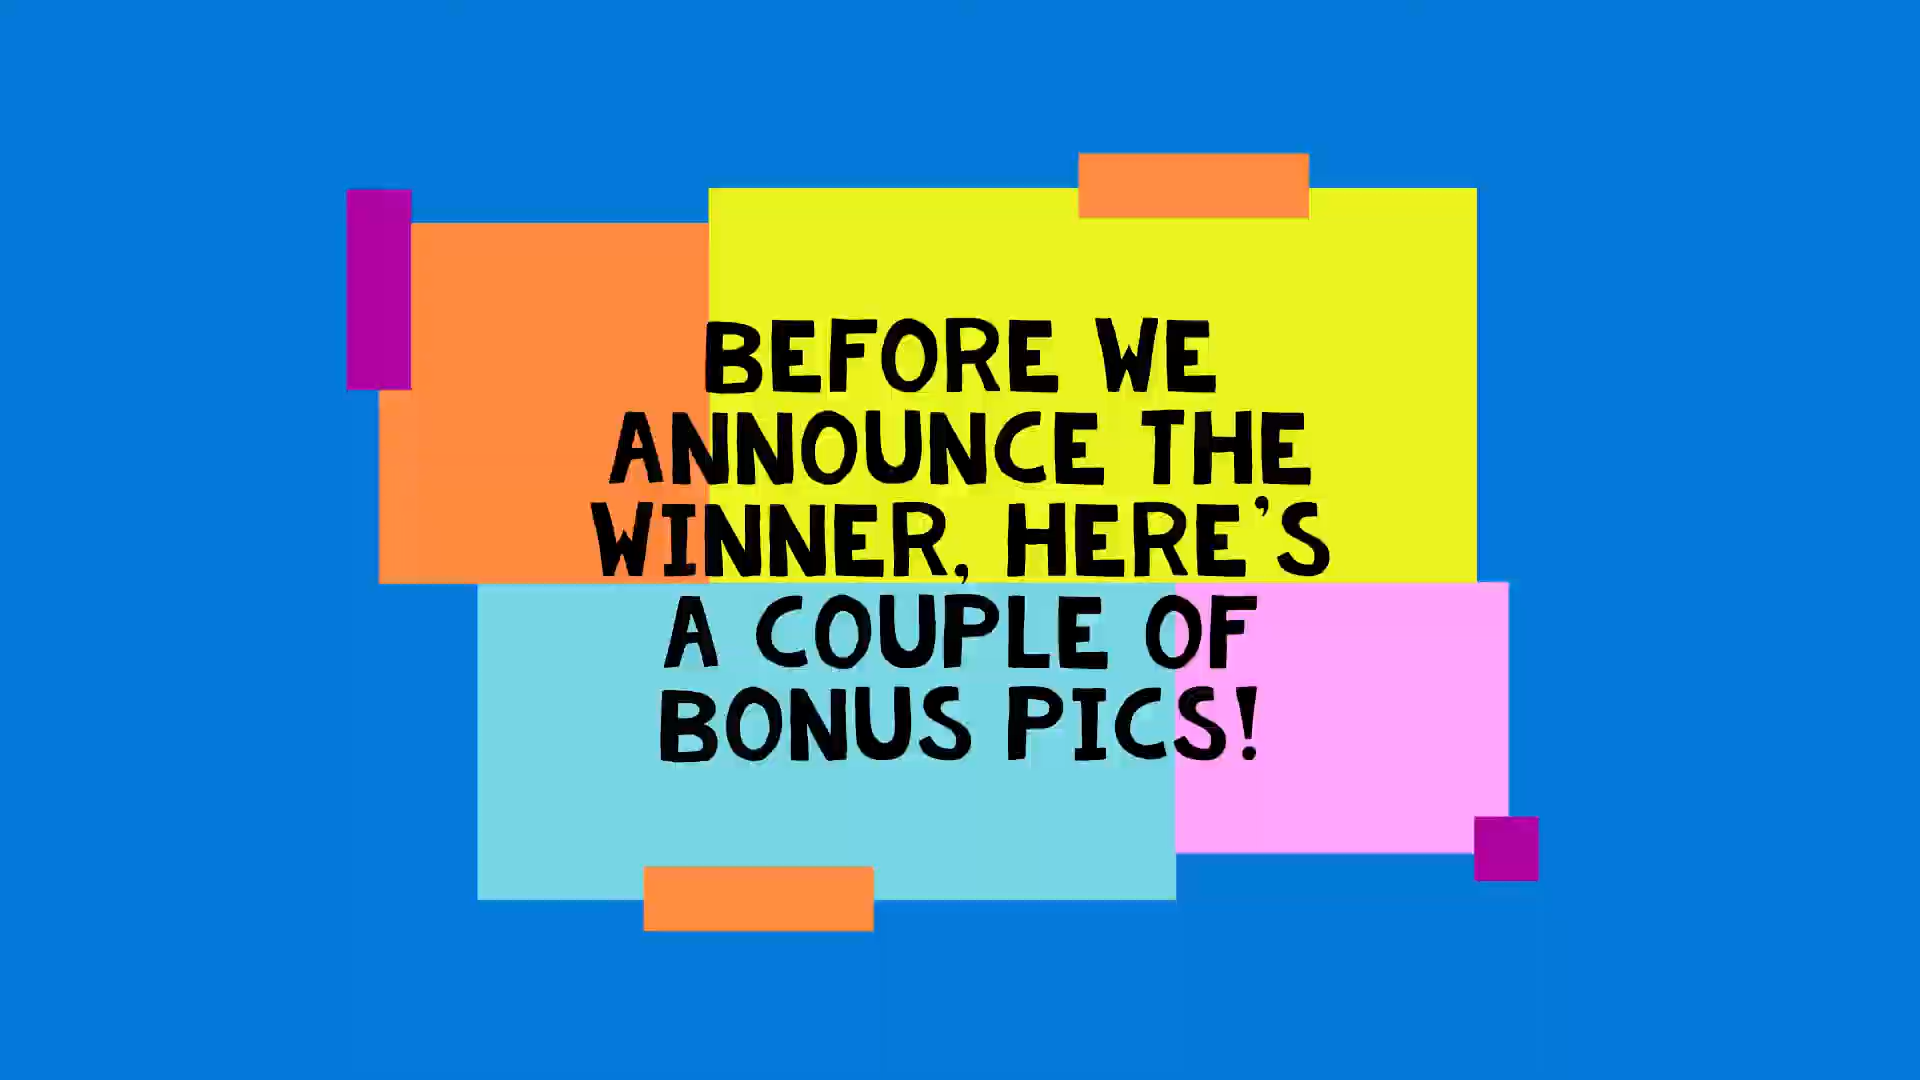 BEFORE WE
ANNOUNCE THE
WINNER, HERE'S
A COUPLE OF
BONUS PICS!